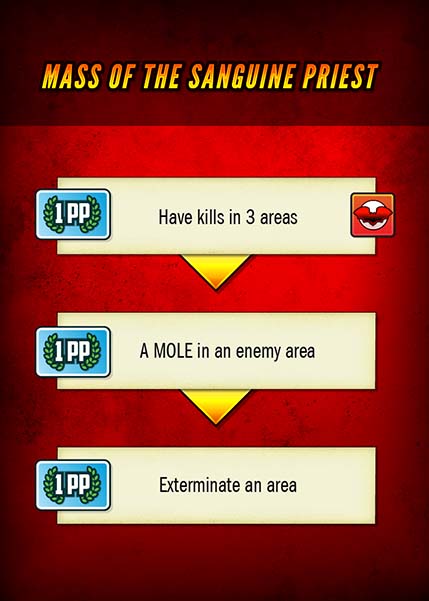 MASS OF THE SANGUINE PRIEST
1 PP
Have kills in 3 areas
1 PP
A MOLE in an enemy area
1 PP
Exterminate an area